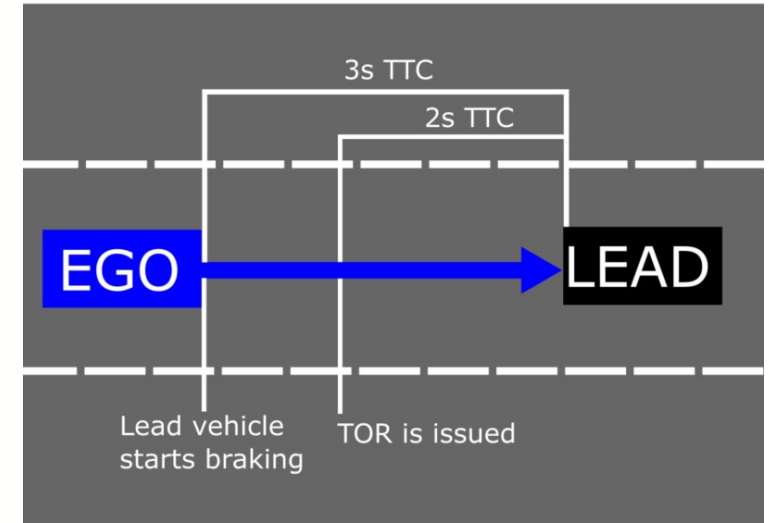 3s TTC
2s TTC
EGO
LEAD
Lead vehicle
starts braking
TOR is issued